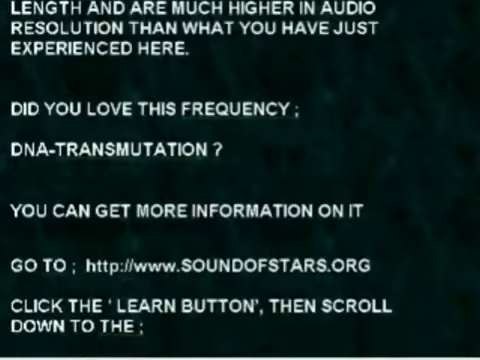 LENGTH AND ARE MUCH HIGHER IN AUDIO
RESOLUTION THAN WHAT YOU HAVE JUST
EXPERIENCED HERE.
DID YOU LOVE THIS FREQUENCY ;
DNA-TRANSMUTATION ?
YOU CAN GET MORE INFORMATION ON IT
GO TO ; http://www.SOUNDOFSTARS.ORG
CLICK THE ' LEARN BUTTON', THEN SCROLL
DOWN TO THE ;